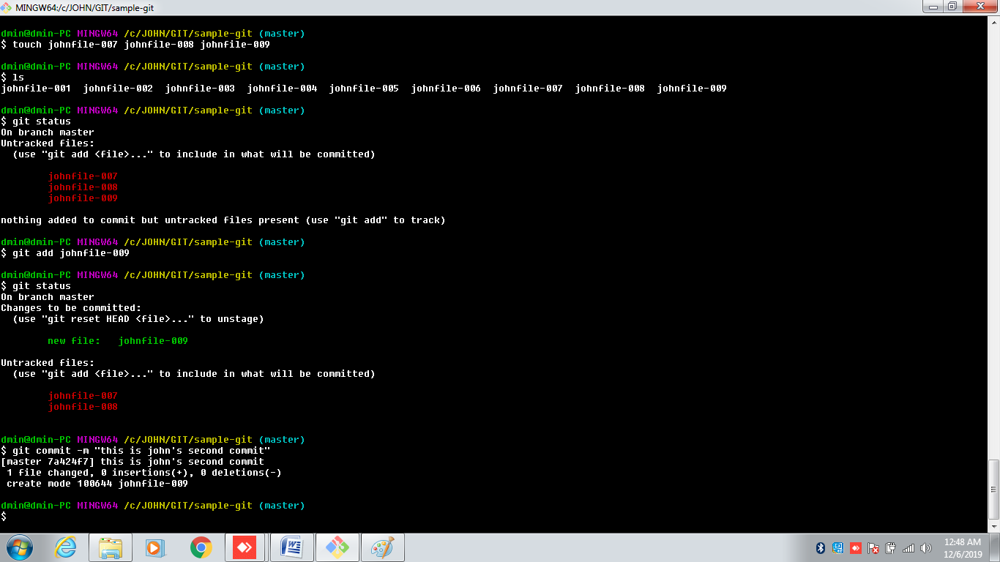 MINGW64:/c/JOHN/GIT/sample-git
dmin@dmin-PC MINGW64 /c/JOHN/GIT/sample-git (master)
$ touch johnfile-007 johnfile-008 johnfile-009
dmin@dmin-PC MINGW64 /c/JOHN/GIT/sample-git (master)
$ ls
johnfile-001  johnfile-002  johnfile-003  johnfile-004  johnfile-005  johnfile-006  johnfile-007  johnfile-008  johnfile-009
dmin@dmin-PC MINGW64 /c/JOHN/GIT/sample-git (master)
$ git status
On branch master
Untracked files:
  (use "git add <file>..." to include in what will be committed)
        johnfile-007
        johnfile-008
        johnfile-009
nothing added to commit but untracked files present (use "git add" to track)
dmin@dmin-PC MINGW64 /c/JOHN/GIT/sample-git (master)
$ git add johnfile-009
dmin@dmin-PC MINGW64 /c/JOHN/GIT/sample-git (master)
$ git status
On branch master
Changes to be committed:
  (use "git reset HEAD <file>..." to unstage)
        new file:   johnfile-009
Untracked files:
  (use "git add <file>..." to include in what will be committed)
        johnfile-007
        johnfile-008
dmin@dmin-PC MINGW64 /c/JOHN/GIT/sample-git (master)
$ git commit -m "this is john's second commit"
[master 7a424f7] this is john's second commit
 1 file changed, 0 insertions(+), 0 deletions(-)
 create mode 100644 johnfile-009
dmin@dmin-PC MINGW64 /c/JOHN/GIT/sample-git (master)
$
12:48 AM
12/6/2019